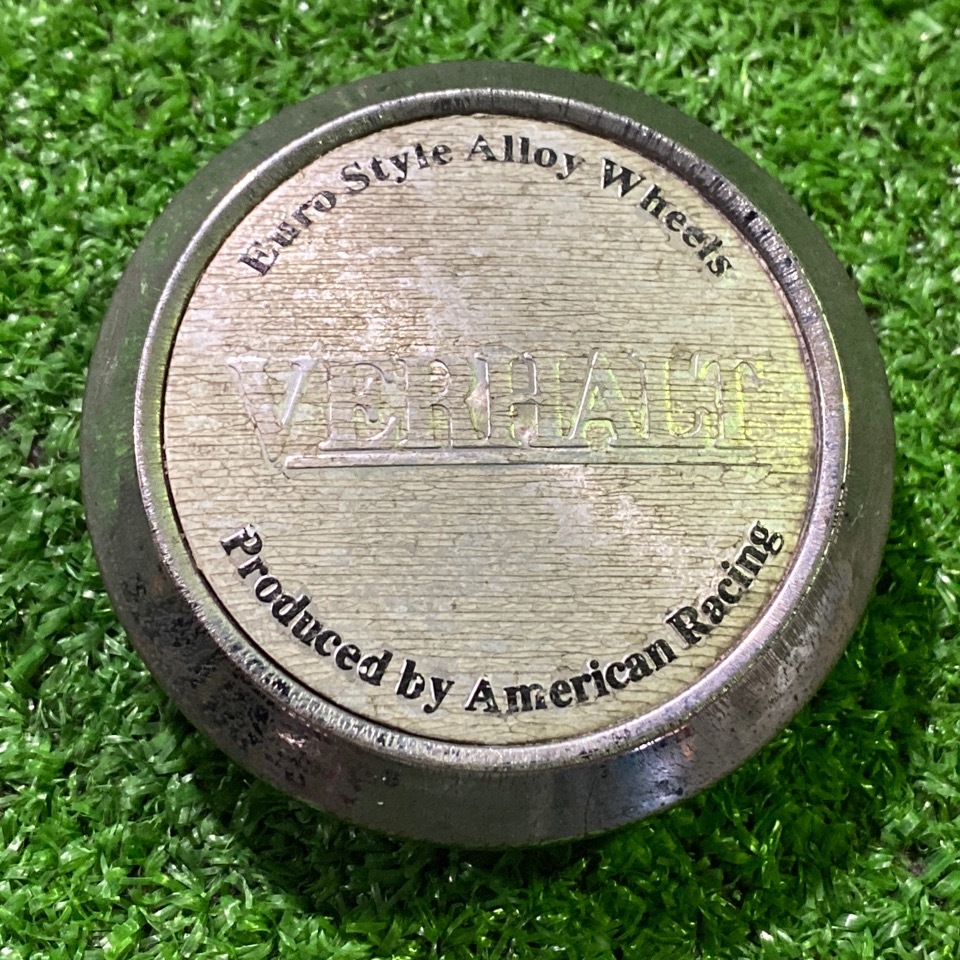 Euro Style Alloy Wheels
VERHALT
Produced by American Racing